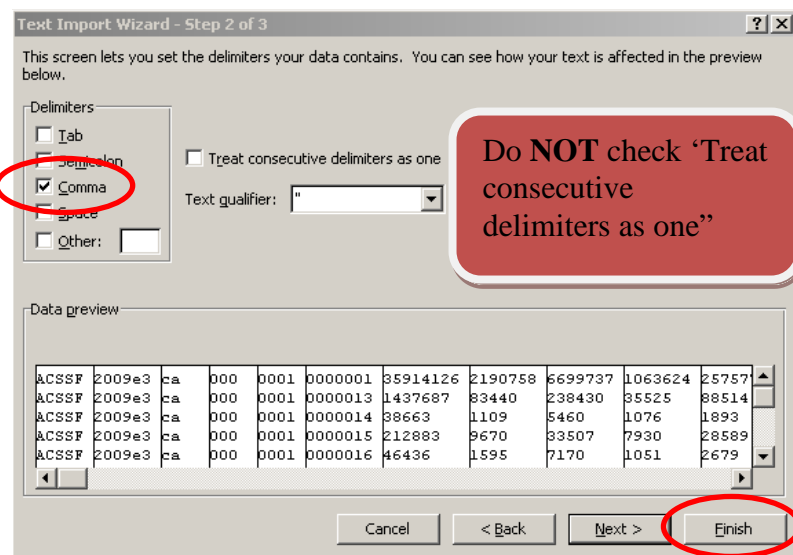 Text Import Wizard - Step 2 of 3
This screen lets you set the delimiters your data contains. You can see how your text is affected in the preview
below.
Delimiters
Tab
Semicolon
Comma
Space
Other:
Treat consecutive delimiters as one
Text qualifier: "
Do NOT check ‘Treat
consecutive
delimiters as one”
Data preview
ACSSF 2009e3 ca 000 0001 0000001 35914126 2190758 6699737 1063624 25757
ACSSF 2009e3 ca 000 0001 0000013 1437687 83440 238430 35525 88514
ACSSF 2009e3 ca 000 0001 0000014 38663 1109 5460 1076 1893
ACSSF 2009e3 ca 000 0001 0000015 212883 9670 33507 7930 28589
ACSSF 2009e3 ca 000 0001 0000016 46436 1595 7170 1051 2679
Cancel < Back Next > Finish